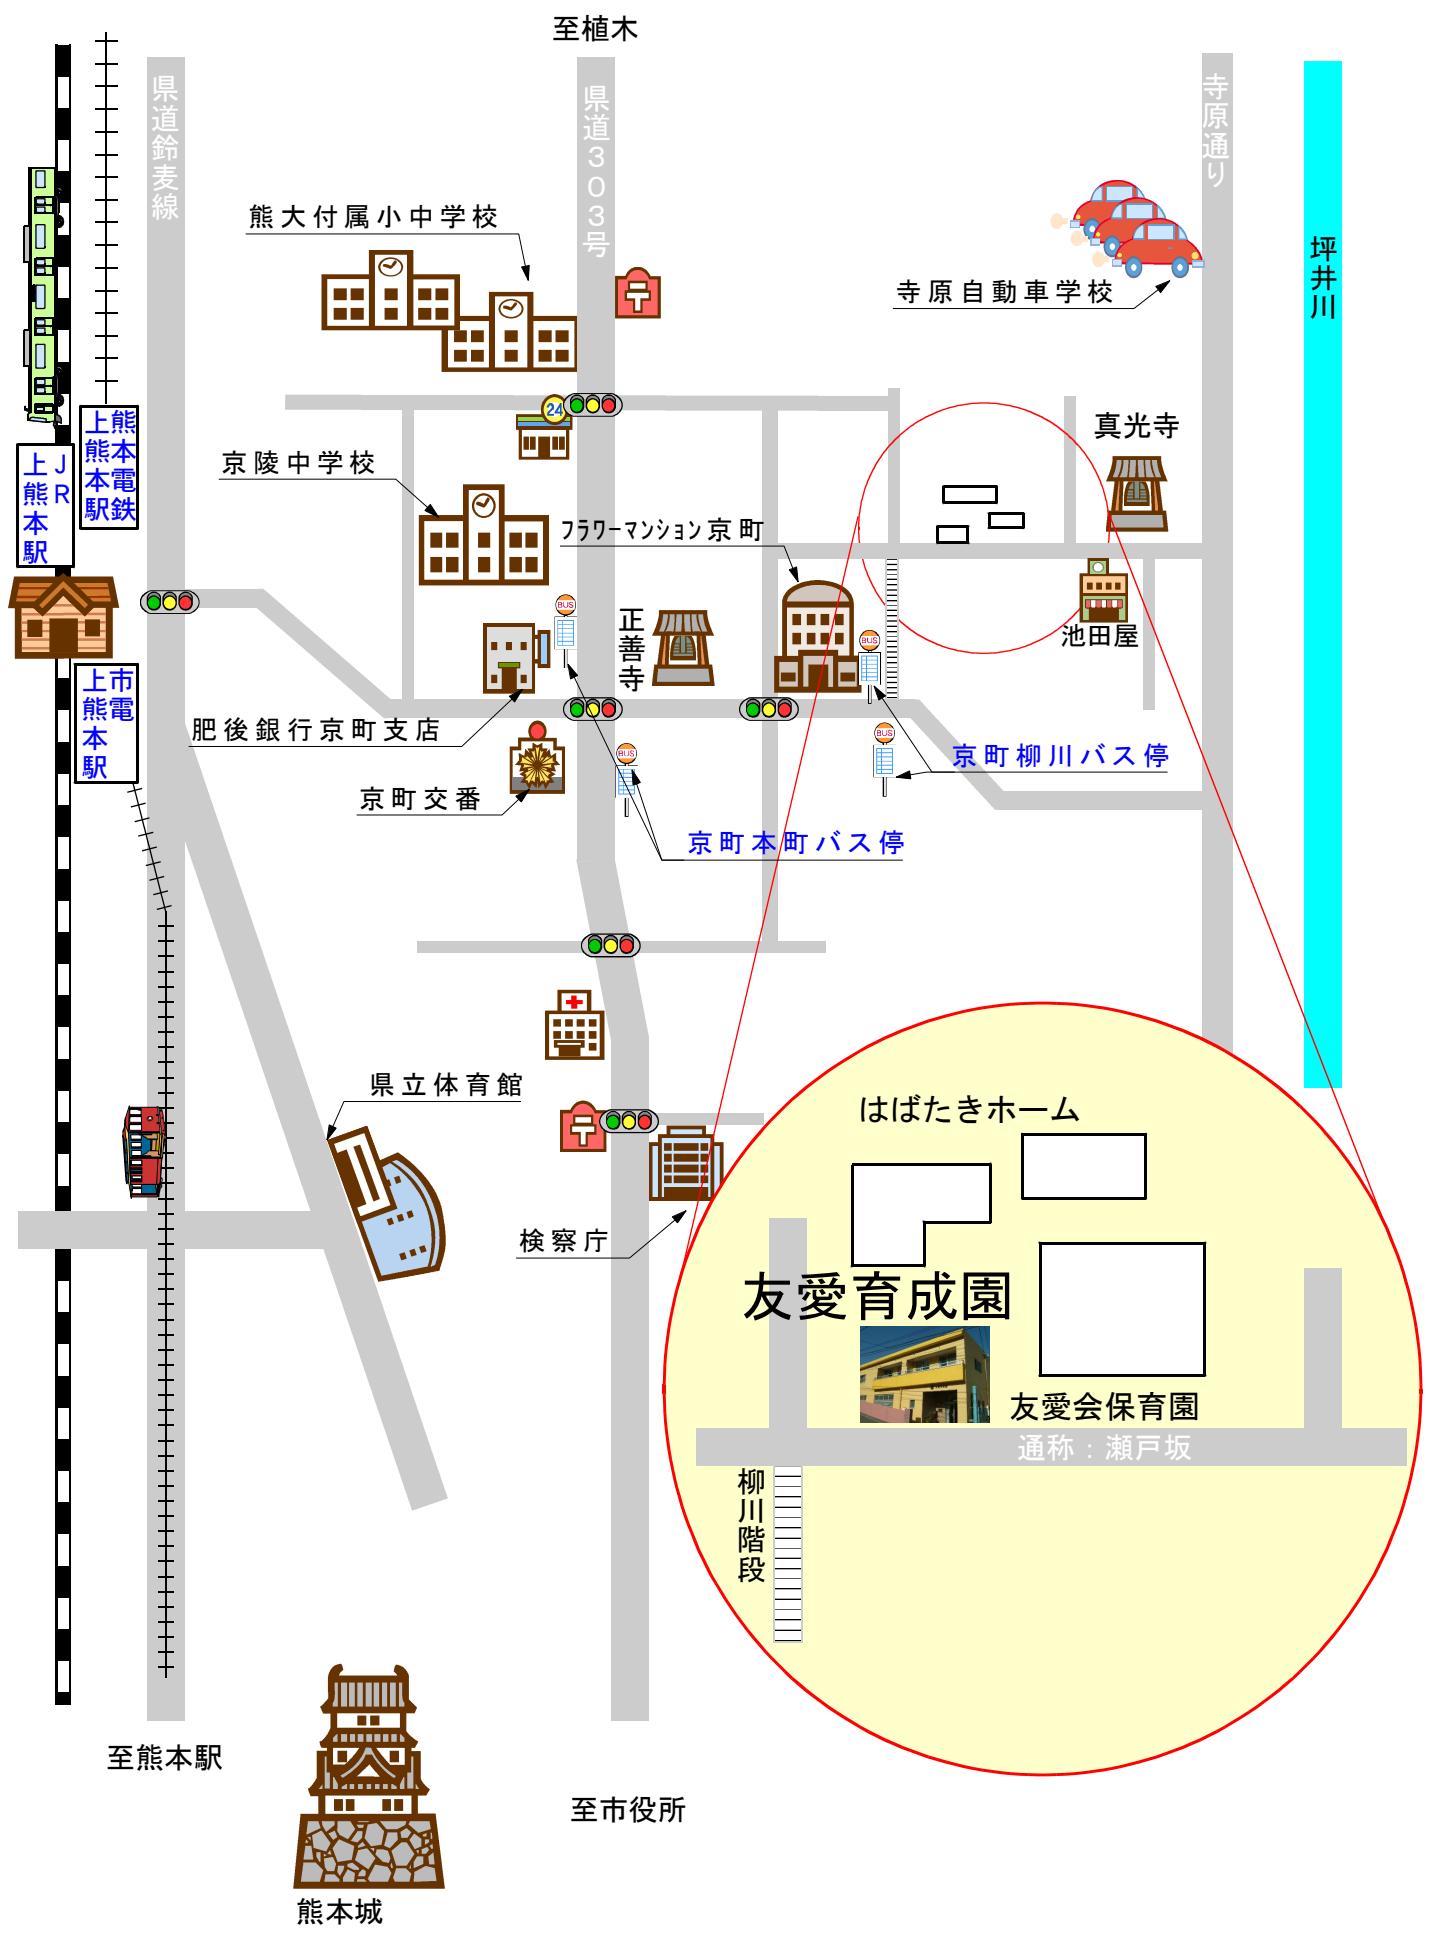 至植木
県道鈴麦線
県道３０３号
寺原通り
坪井川
熊大付属小中学校
寺原自動車学校
24
熊本電鉄
上熊本駅
ＪＲ
上熊本駅
真光寺
京陵中学校
ﾌﾗﾜｰﾏﾝｼｮﾝ京町
BUS
正善寺
BUS
池田屋
市電
上熊本駅
肥後銀行京町支店
BUS
BUS
京町柳川バス停
京町交番
京町本町バス停
県立体育館
はばたきホーム
検察庁
友愛育成園
友愛会保育園
通称：瀬戸坂
柳川階段
至熊本駅
至市役所
熊本城